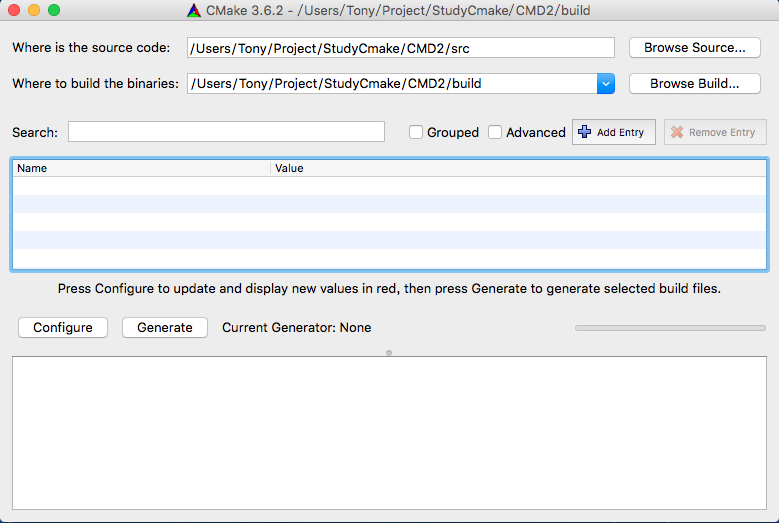 CMake 3.6.2 - /Users/Tony/Project/StudyCmake/CMD2/build
Where is the source code: /Users/Tony/Project/StudyCmake/CMD2/src Browse Source...
Where to build the binaries: /Users/Tony/Project/StudyCmake/CMD2/build Browse Build...
Search: Grouped Advanced Add Entry Remove Entry
Name Value
Press Configure to update and display new values in red, then press Generate to generate selected build files.
Configure Generate Current Generator: None